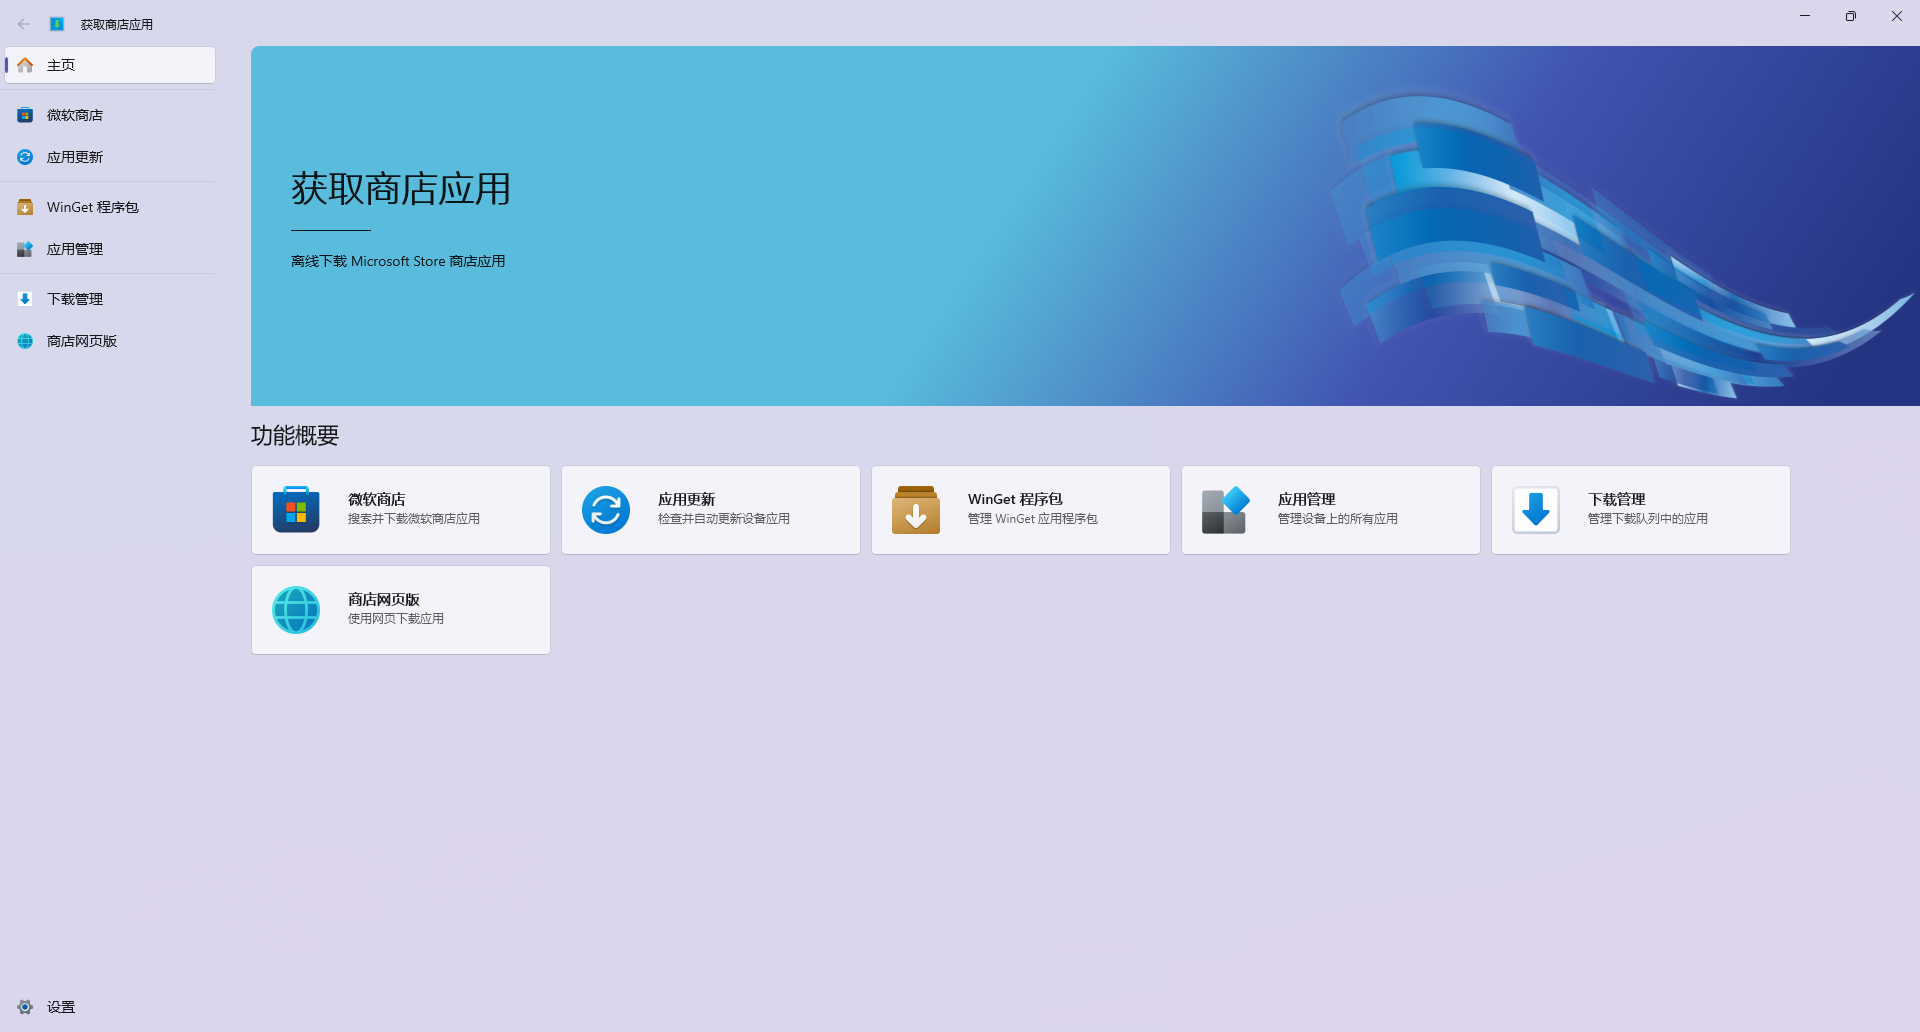 获取商店应用
主页
微软商店
应用更新
WinGet 程序包
应用管理
下载管理
商店网页版
设置
获取商店应用
离线下载 Microsoft Store 商店应用
功能概要
微软商店
搜索并下载微软商店应用
应用更新
检查并自动更新设备应用
WinGet 程序包
管理 WinGet 应用程序包
应用管理
管理设备上的所有应用
下载管理
管理下载队列中的应用
商店网页版
使用网页下载应用